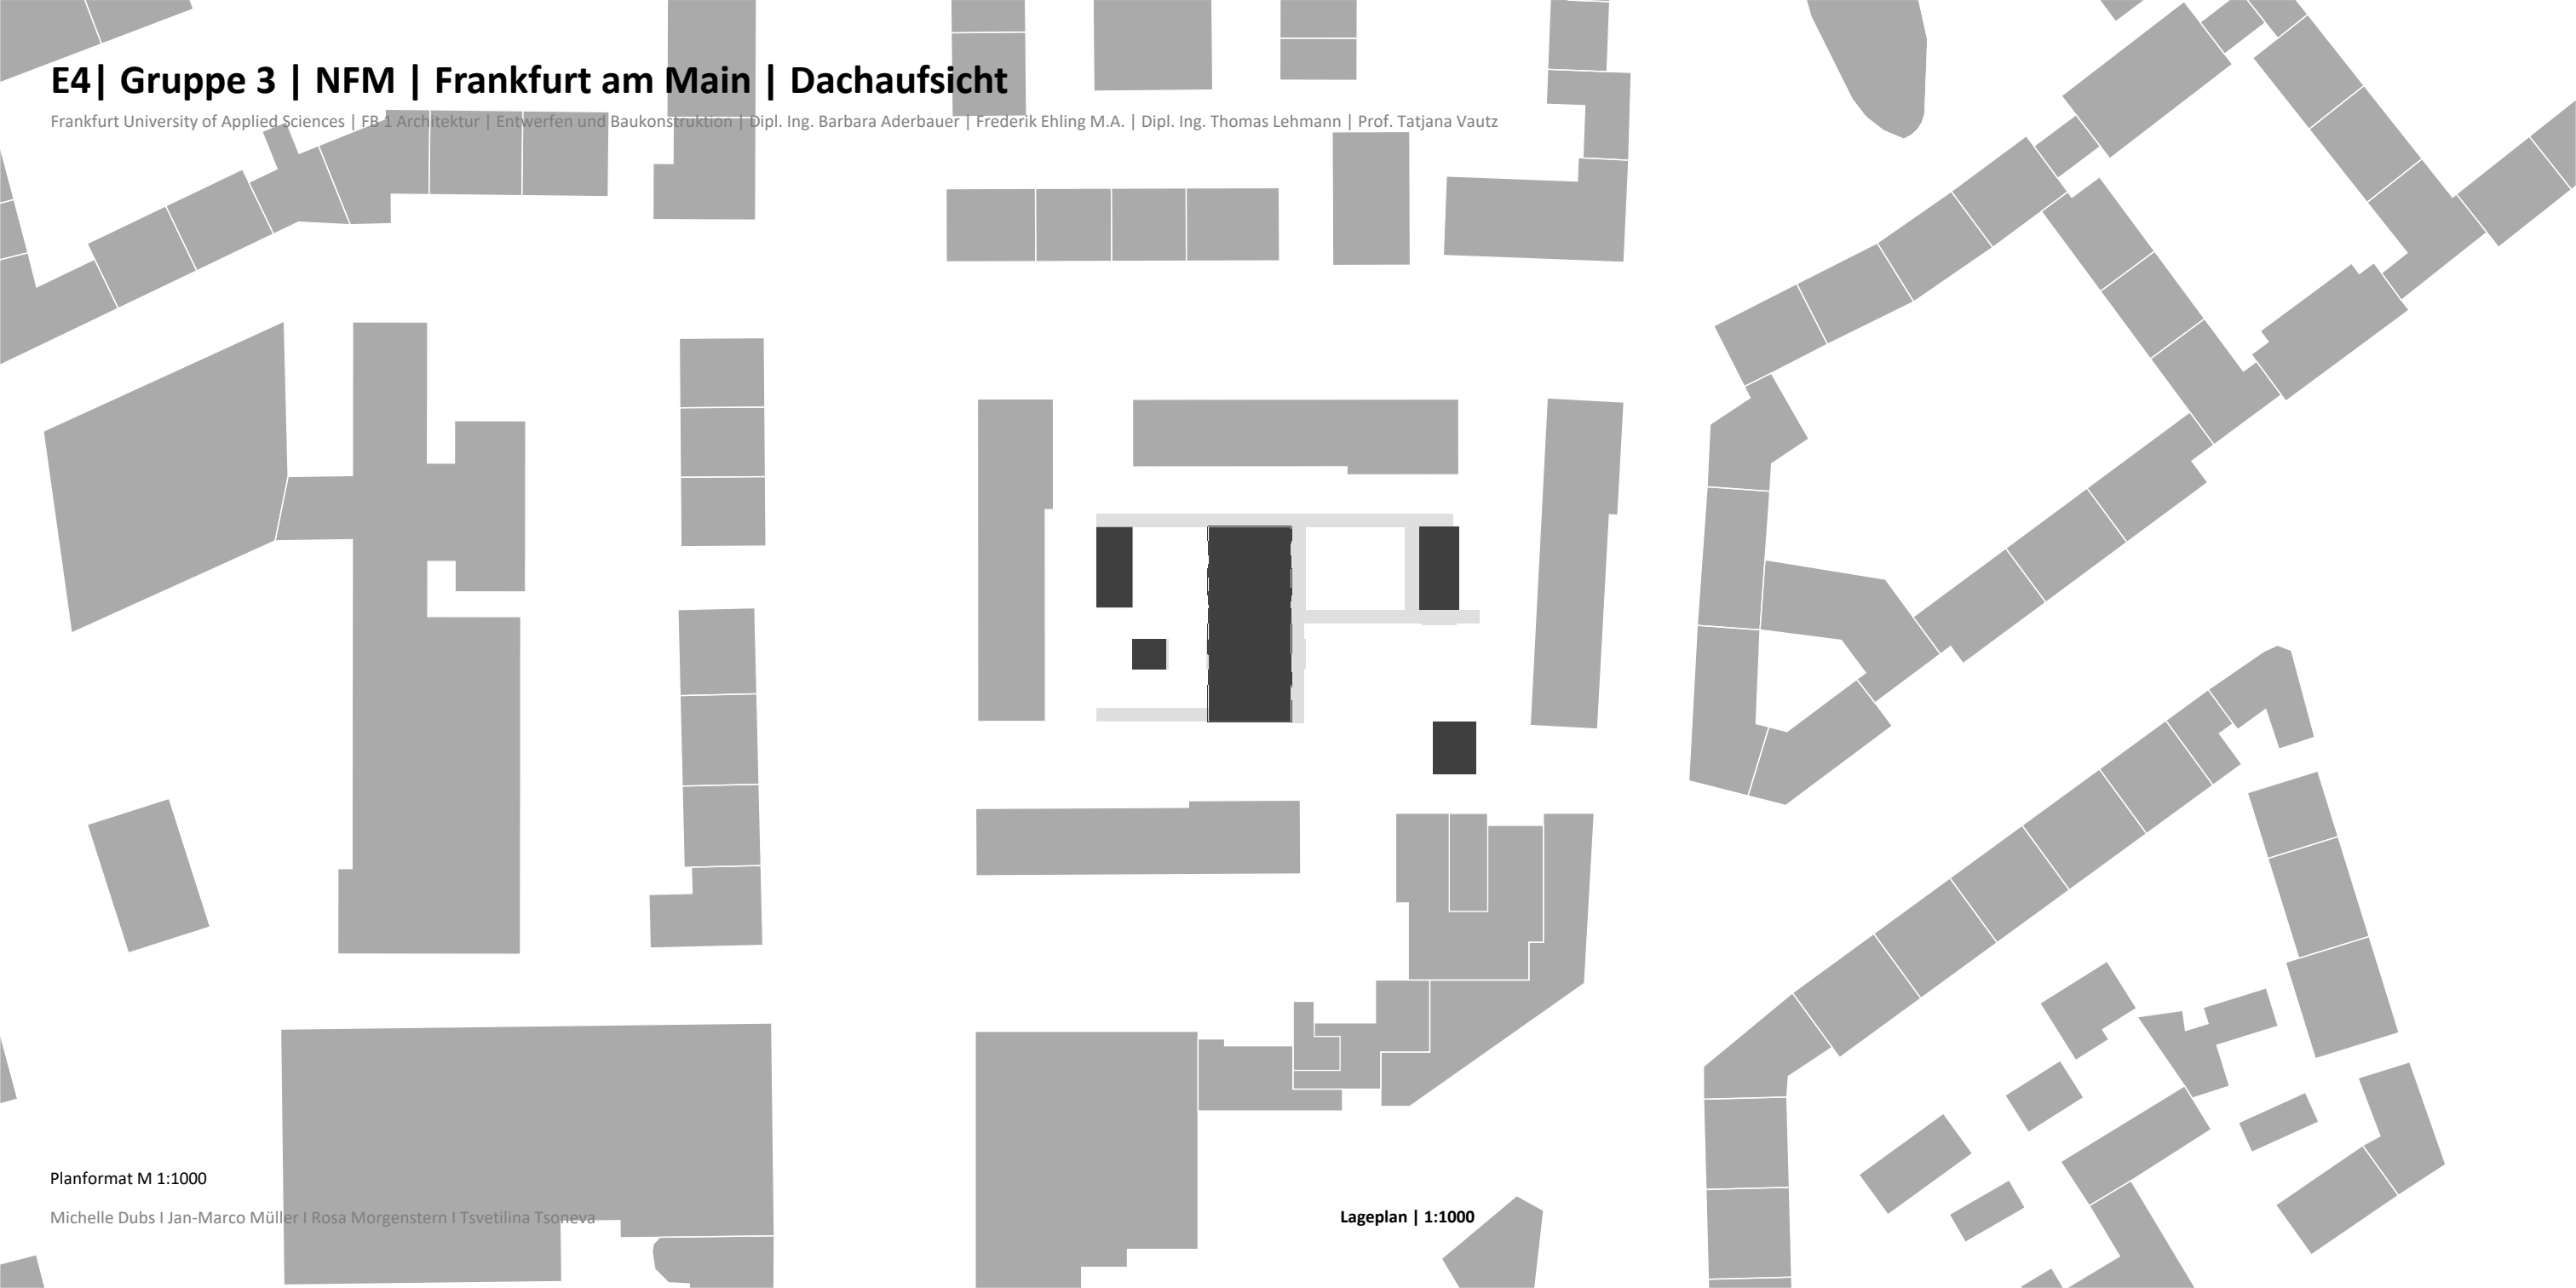 E4| Gruppe 3 | NFM | Frankfurt am Main | Dachaufsicht
Frankfurt University of Applied Sciences | FB 1 Architektur | Entwerfen und Baukonstruktion | Dipl. Ing. Barbara Aderbauer | Frederik Ehling M.A. | Dipl. Ing. Thomas Lehmann | Prof. Tatjana Vautz
Planformat M 1:1000
Michelle Dubs I Jan-Marco Müller I Rosa Morgenstern I Tsvetilina Tsoneva
Lageplan | 1:1000